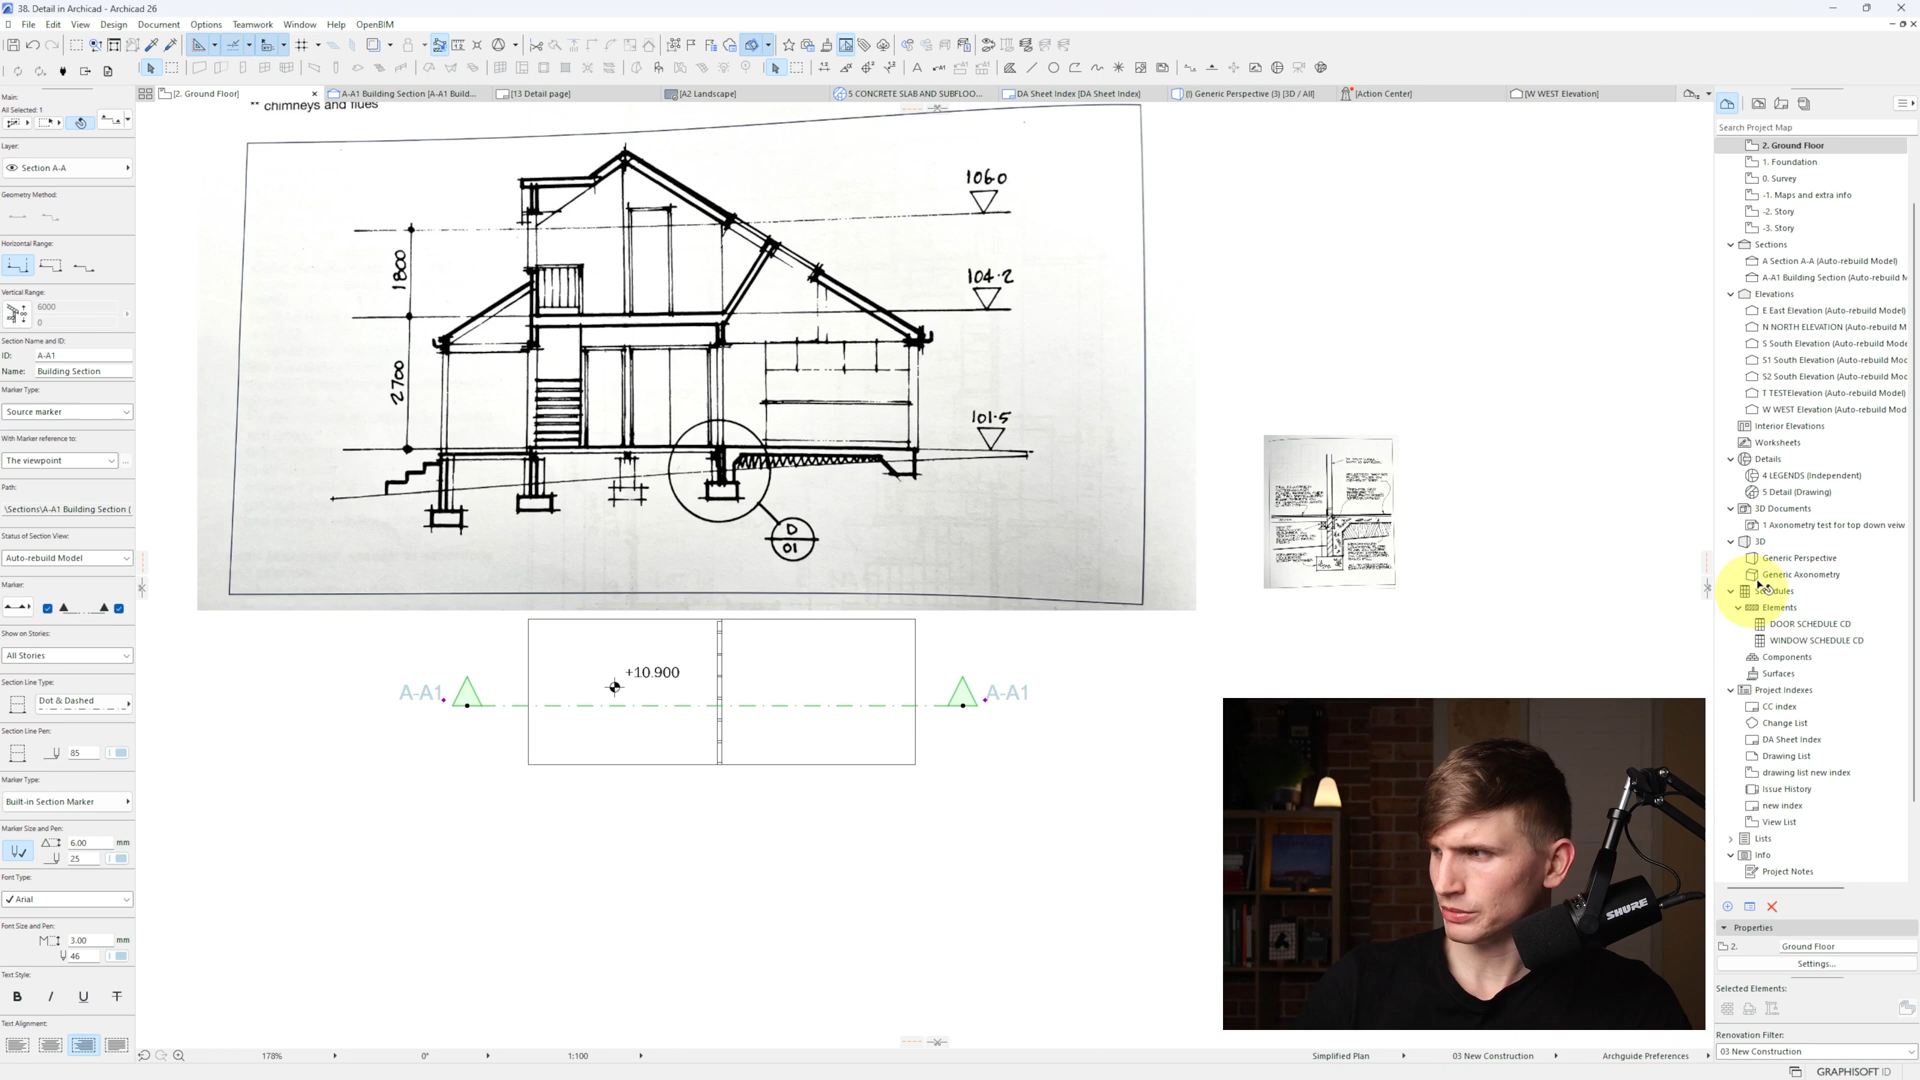 38. Detail in Archicad - Archicad 26
File Edit View Design Document Options Teamwork Window Help OpenBIM
[2. Ground Floor]
A-A1 Building Section [A-A1 Build...
[13 Detail page]
[A2 Landscape]
5 CONCRETE SLAB AND SUBFLOO...
DA Sheet Index [DA Sheet Index]
(!) Generic Perspective (3) [3D / All]
[Action Center]
[W WEST Elevation]
Main:
All Selected: 1
Layer:
Section A-A
Geometry Method:
Horizontal Range:
Vertical Range:
6000
0
Section Name and ID:
ID: A-A1
Name: Building Section
Marker Type:
Source marker
With Marker reference to:
The viewpoint
...
Path:
\Sections\A-A1 Building Section (
Status of Section View:
Auto-rebuild Model
Marker:
Show on Stories:
All Stories
Section Line Type:
Dot & Dashed
Section Line Pen:
85
Marker Type:
Built-in Section Marker
Marker Size and Pen:
6.00 mm
25
Font Type:
Arial
Font Size and Pen:
3.00 mm
46
Text Style:
B I U T
Text Alignment:
** chimneys and flues
106.0
1800
104.2
2700
101.5
D
01
+10.900
A-A1
A-A1
178%
0°
1:100
Simplified Plan
03 New Construction
Archguide Preferences
SHURE
Search Project Map
2. Ground Floor
1. Foundation
0. Survey
-1. Maps and extra info
-2. Story
-3. Story
Sections
A Section A-A (Auto-rebuild Model)
A-A1 Building Section (Auto-rebuild M
Elevations
E East Elevation (Auto-rebuild Model)
N NORTH ELEVATION (Auto-rebuild M
S South Elevation (Auto-rebuild Mode
S1 South Elevation (Auto-rebuild Moc
S2 South Elevation (Auto-rebuild Moc
T TESTElevation (Auto-rebuild Model)
W WEST Elevation (Auto-rebuild Mod
Interior Elevations
Worksheets
Details
4 LEGENDS (Independent)
5 Detail (Drawing)
3D Documents
1 Axonometry test for top down veiw
3D
Generic Perspective
Generic Axonometry
Schedules
Elements
DOOR SCHEDULE CD
WINDOW SCHEDULE CD
Components
Surfaces
Project Indexes
CC index
Change List
DA Sheet Index
Drawing List
drawing list new index
Issue History
new index
View List
Lists
Info
Project Notes
Properties
2. Ground Floor
Settings...
Selected Elements:
Renovation Filter:
03 New Construction
GRAPHISOFT ID